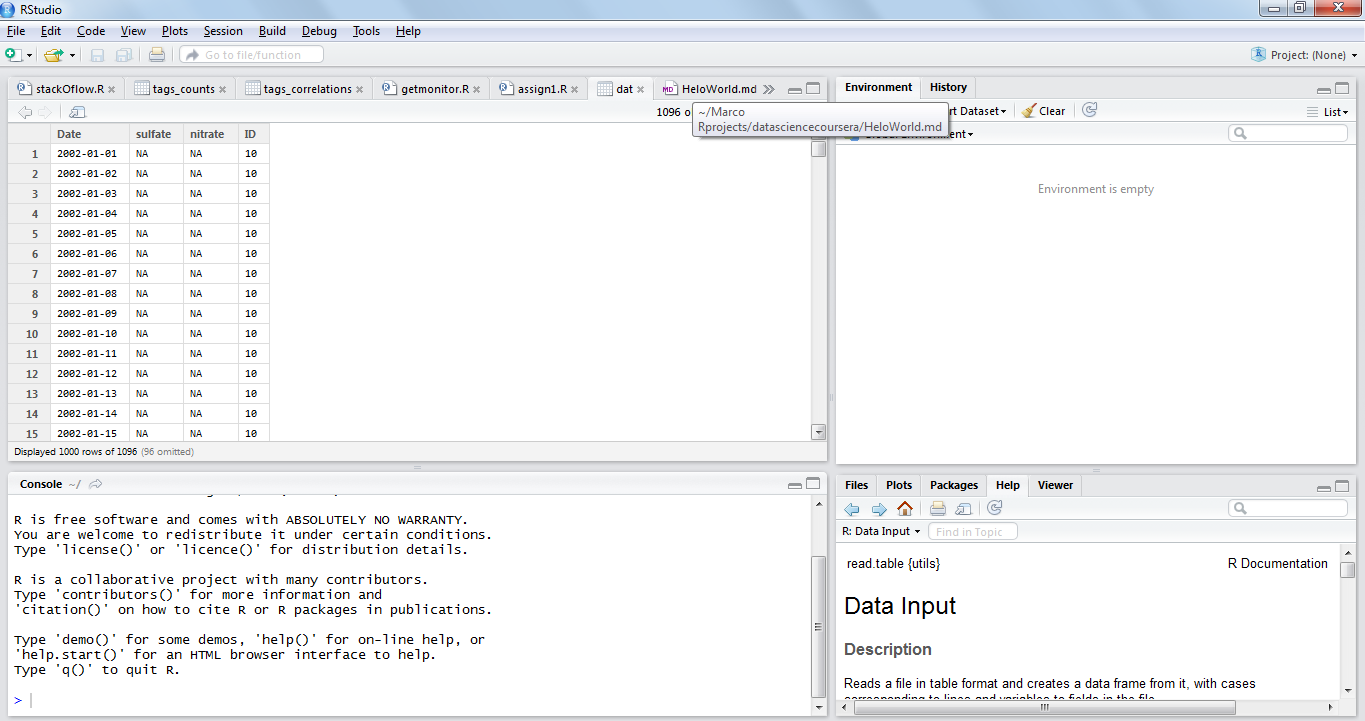 RStudio
File Edit Code View Plots Session Build Debug Tools Help
Go to file/function Project: (None)
stackOflow.R tags_counts tags_correlations getmonitor.R assign1.R dat HeloWorld.md
1096 o
~/Marco
Rprojects/datasciencecoursera/HeloWorld.md
Date sulfate nitrate ID
1 2002-01-01 NA NA 10
2 2002-01-02 NA NA 10
3 2002-01-03 NA NA 10
4 2002-01-04 NA NA 10
5 2002-01-05 NA NA 10
6 2002-01-06 NA NA 10
7 2002-01-07 NA NA 10
8 2002-01-08 NA NA 10
9 2002-01-09 NA NA 10
10 2002-01-10 NA NA 10
11 2002-01-11 NA NA 10
12 2002-01-12 NA NA 10
13 2002-01-13 NA NA 10
14 2002-01-14 NA NA 10
15 2002-01-15 NA NA 10
Displayed 1000 rows of 1096 (96 omitted)
Environment History
rt Dataset Clear List
Environment is empty
Console ~/
R is free software and comes with ABSOLUTELY NO WARRANTY.
You are welcome to redistribute it under certain conditions.
Type 'license()' or 'licence()' for distribution details.
R is a collaborative project with many contributors.
Type 'contributors()' for more information and
'citation()' on how to cite R or R packages in publications.
Type 'demo()' for some demos, 'help()' for on-line help, or
'help.start()' for an HTML browser interface to help.
Type 'q()' to quit R.
>
Files Plots Packages Help Viewer
R: Data Input Find in Topic
read.table {utils} R Documentation
Data Input
Description
Reads a file in table format and creates a data frame from it, with cases
corresponding to lines and variables to fields in the file